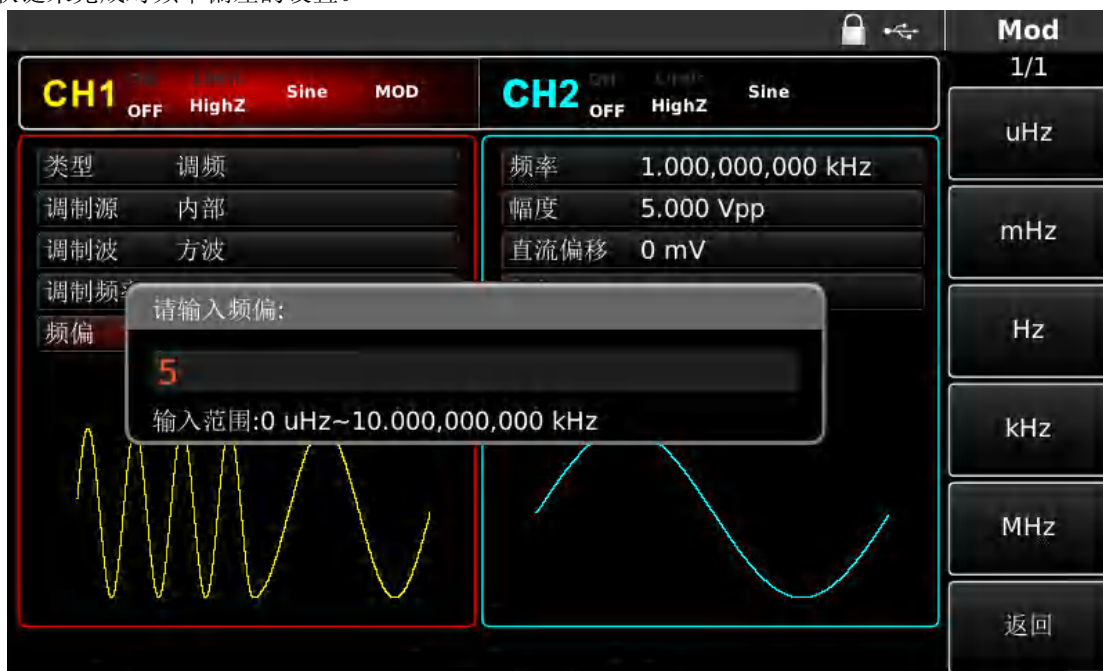 Mod
1/1
CH1 OFF HighZ Sine MOD
CH2 OFF HighZ Sine
uHz
mHz
Hz
kHz
MHz
返回
类型 调频
调制源 内部
调制波 方波
调制频
频偏
频率 1.000,000,000 kHz
幅度 5.000 Vpp
直流偏移 0 mV
请输入频偏:
5
输入范围:0 uHz~10.000,000,000 kHz